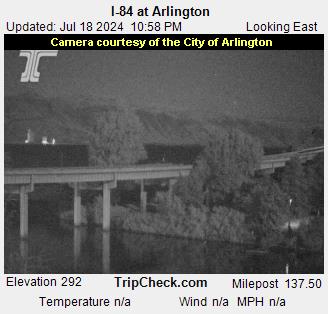 I-84 at Arlington
Updated: Jul 18 2024 10:58 PM Looking East
Camera courtesy of the City of Arlington
Elevation 292 TripCheck.com Milepost 137.50
Temperature n/a Wind n/a MPH n/a